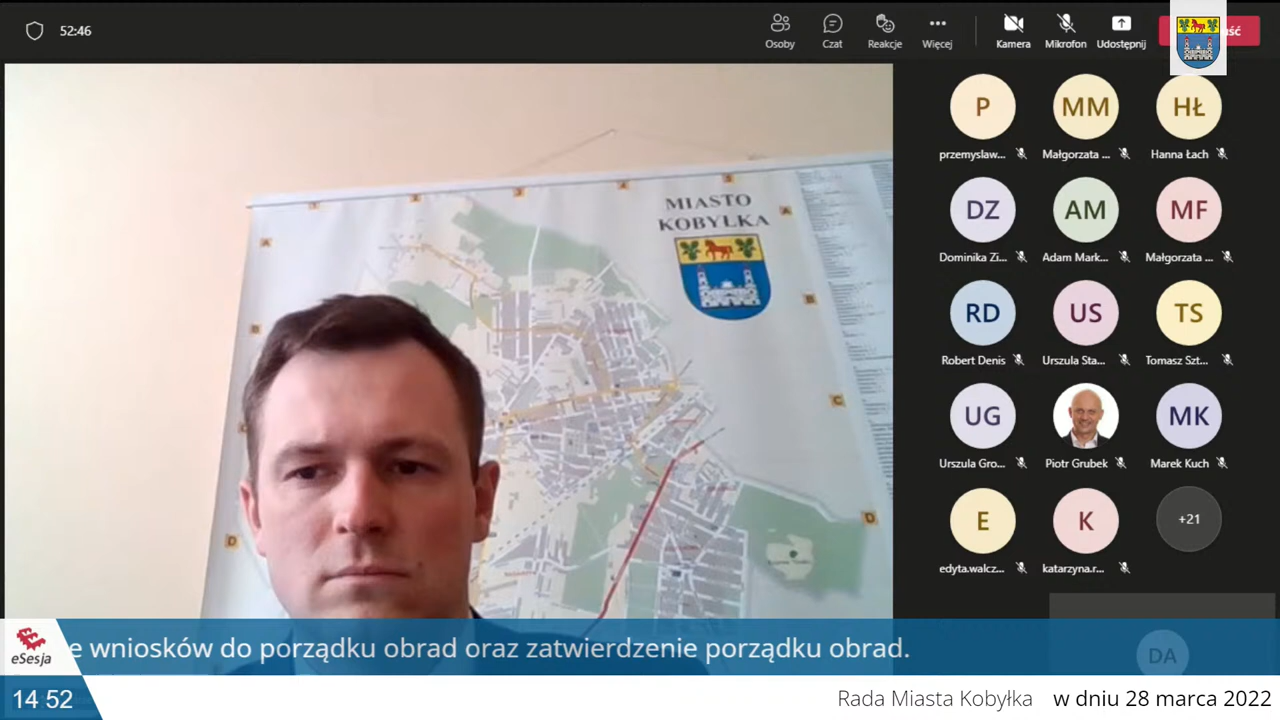 52:46
Osoby
Czat
Reakcje
Więcej
Kamera
Mikrofon
Udostępnij
ść
P
MM
HŁ
przemyslaw...
Małgorzata ...
Hanna Łach
DZ
AM
MF
Dominika Zi...
Adam Mark...
Małgorzata ...
RD
US
TS
Robert Denis
Urszula Sta...
Tomasz Szt...
UG
MK
Urszula Gro...
Piotr Grubek
Marek Kuch
E
K
+21
edyta.walcz...
katarzyna.r...
DA
MIASTO
KOBYŁKA
A
A
B
B
C
D
D
e wniosków do porządku obrad oraz zatwierdzenie porządku obrad.
eSesja
14 52
Rada Miasta Kobyłka w dniu 28 marca 2022